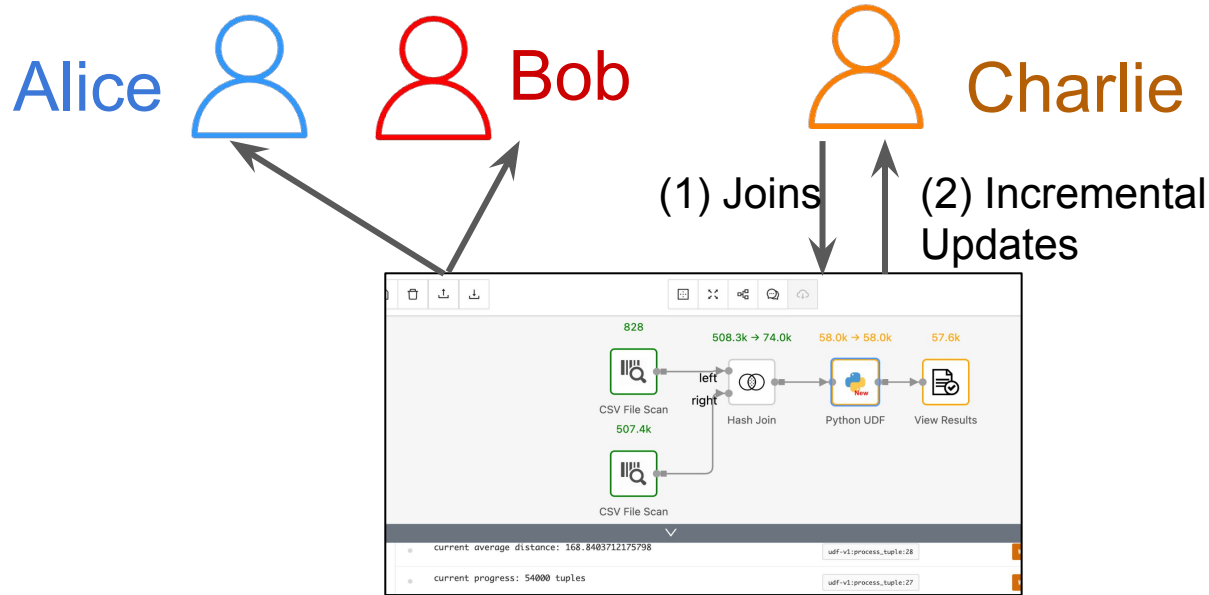 Alice
Bob
Charlie
(1) Joins
(2) Incremental
Updates
828
508.3k → 74.0k
58.0k → 58.0k
57.6k
left
right
New
CSV File Scan
Hash Join
Python UDF
View Results
507.4k
CSV File Scan
current average distance: 168.8403712175798
udf-v1:process_tuple:28
current progress: 54000 tuples
udf-v1:process_tuple:27